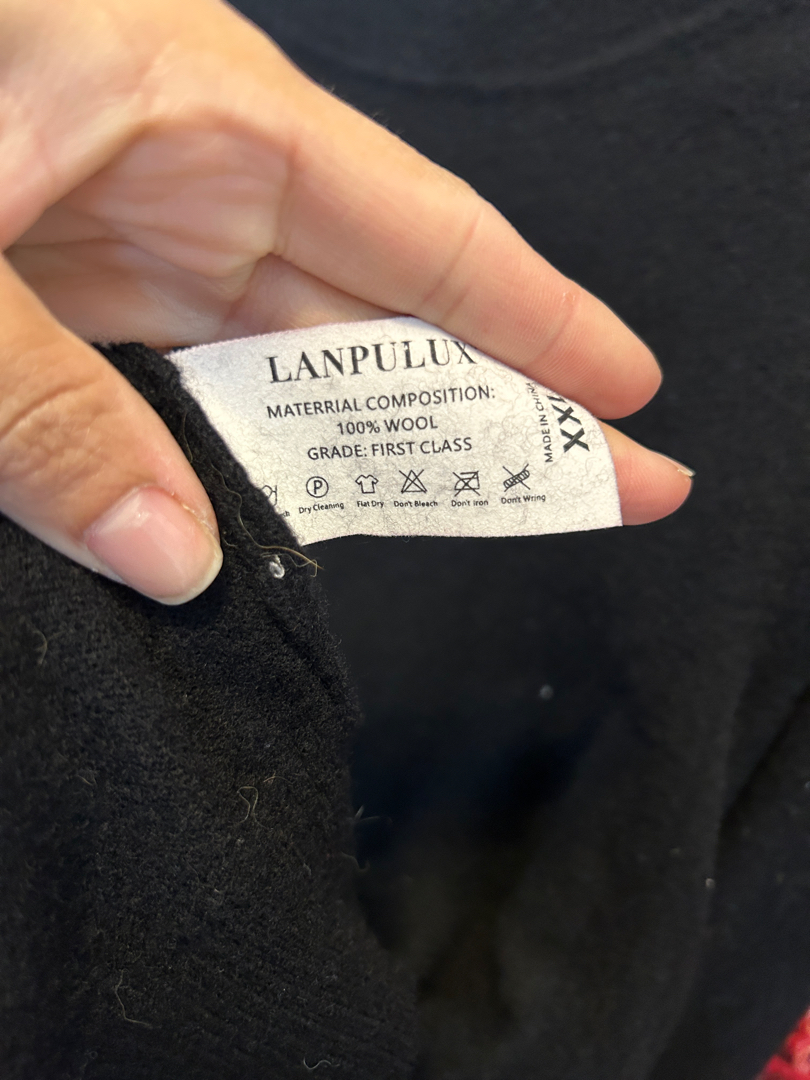 LANPULUX
MATERRIAL COMPOSITION:
100% WOOL
GRADE: FIRST CLASS
P
Dry Cleaning Flat Dry Don't Bleach Don't Iron Don't Wring
MADE IN CHINA